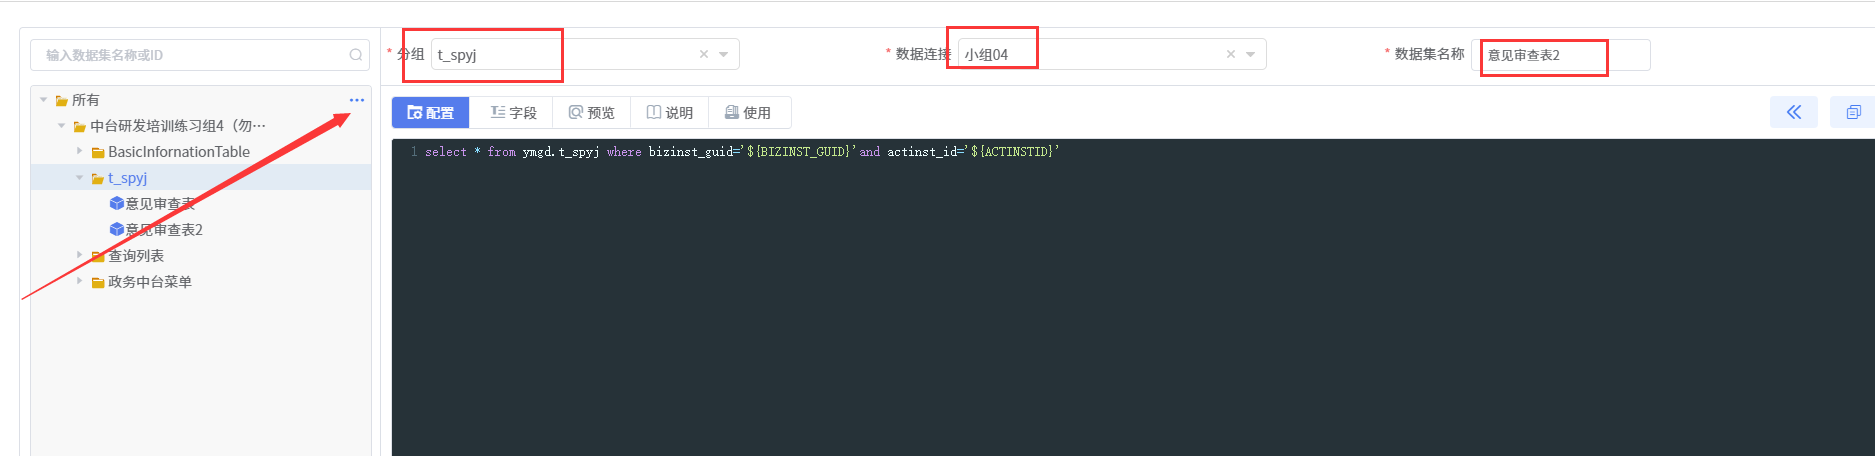 输入数据集名称或ID
* 分组 t_spyj
* 数据连接 小组04
* 数据集名称 意见审查表2
所有
中台研发培训练习组4（勿…
BasicInfornationTable
t_spyj
意见审查表
意见审查表2
查询列表
政务中台菜单
配置 字段 预览 说明 使用
1 select * from ymgd.t_spyj where bizinst_guid='${BIZINST_GUID}'and actinst_id='${ACTINSTID}'